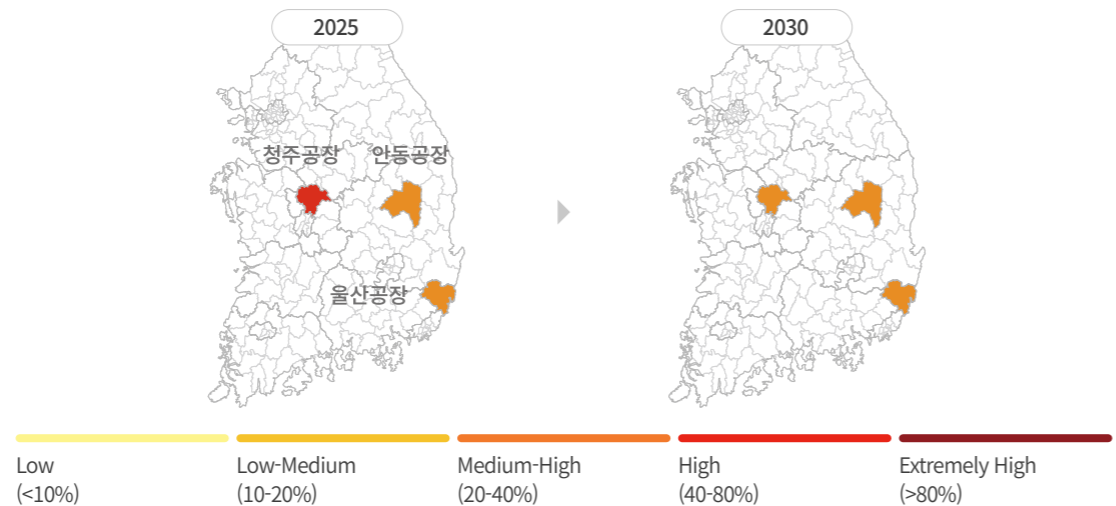 2025
2030
청주공장
안동공장
울산공장
Low
(<10%)
Low-Medium
(10-20%)
Medium-High
(20-40%)
High
(40-80%)
Extremely High
(>80%)